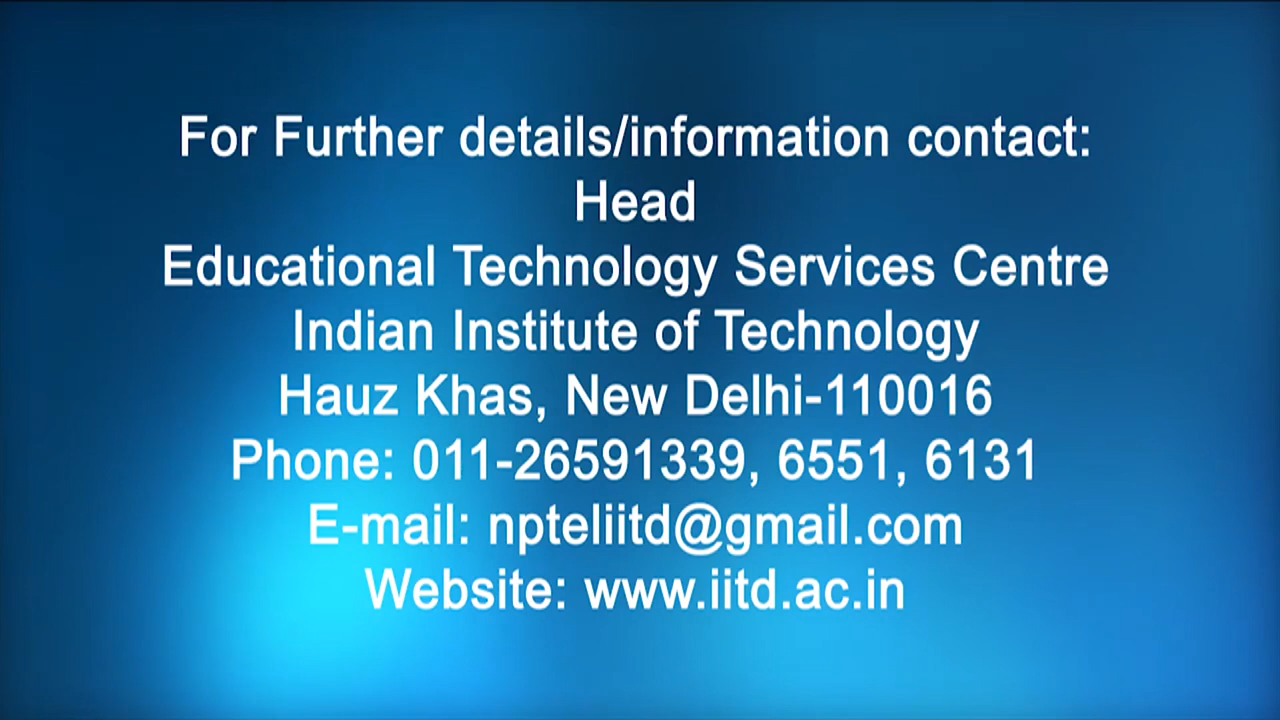 For Further details/information contact:
Head
Educational Technology Services Centre
Indian Institute of Technology
Hauz Khas, New Delhi-110016
Phone: 011-26591339, 6551, 6131
E-mail: npteliitd@gmail.com
Website: www.iitd.ac.in